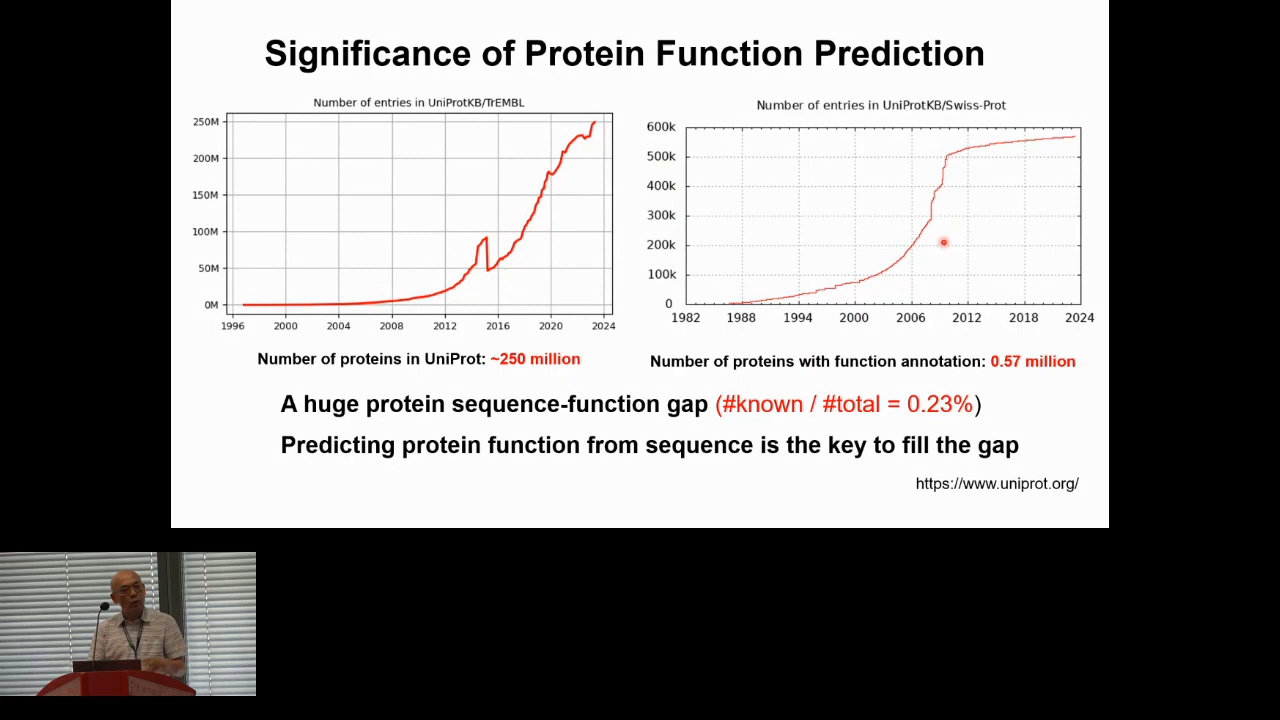 Significance of Protein Function Prediction
Number of entries in UniProtKB/TrEMBL
250M
200M
150M
100M
50M
0M
1996 2000 2004 2008 2012 2016 2020 2024
Number of proteins in UniProt: ~250 million
Number of entries in UniProtKB/Swiss-Prot
600k
500k
400k
300k
200k
100k
0
1982 1988 1994 2000 2006 2012 2018 2024
Number of proteins with function annotation: 0.57 million
A huge protein sequence-function gap (#known / #total = 0.23%)
Predicting protein function from sequence is the key to fill the gap
https://www.uniprot.org/